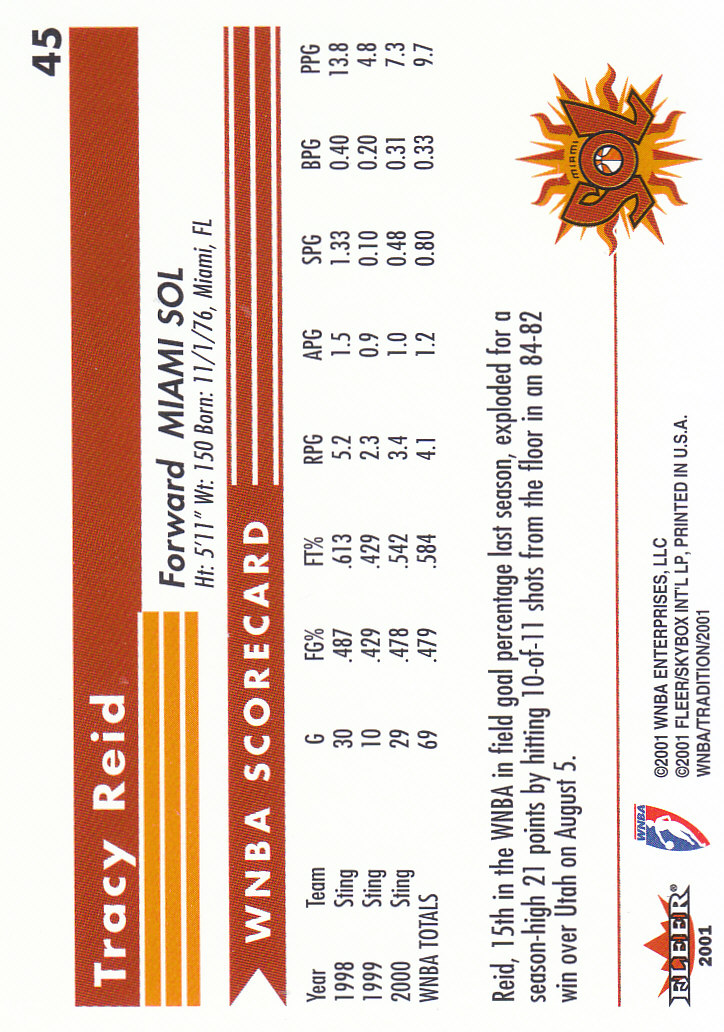 45
Tracy Reid
Forward MIAMI SOL
Ht: 5'11" Wt: 150 Born: 11/1/76, Miami, FL
WNBA SCORECARD
Year Team G FG% FT% RPG APG SPG BPG PPG
1998 Sting 30 .487 .613 5.2 1.5 1.33 0.40 13.8
1999 Sting 10 .429 .429 2.3 0.9 0.10 0.20 4.8
2000 Sting 29 .478 .542 3.4 1.0 0.48 0.31 7.3
WNBA TOTALS 69 .479 .584 4.1 1.2 0.80 0.33 9.7
Reid, 15th in the WNBA in field goal percentage last season, exploded for a
season-high 21 points by hitting 10-of-11 shots from the floor in an 84-82
win over Utah on August 5.
MIAMI
SOL
FLEER®
2001
WNBA
©2001 WNBA ENTERPRISES, LLC
©2001 FLEER/SKYBOX INT'L LP, PRINTED IN U.S.A.
WNBA/TRADITION/2001